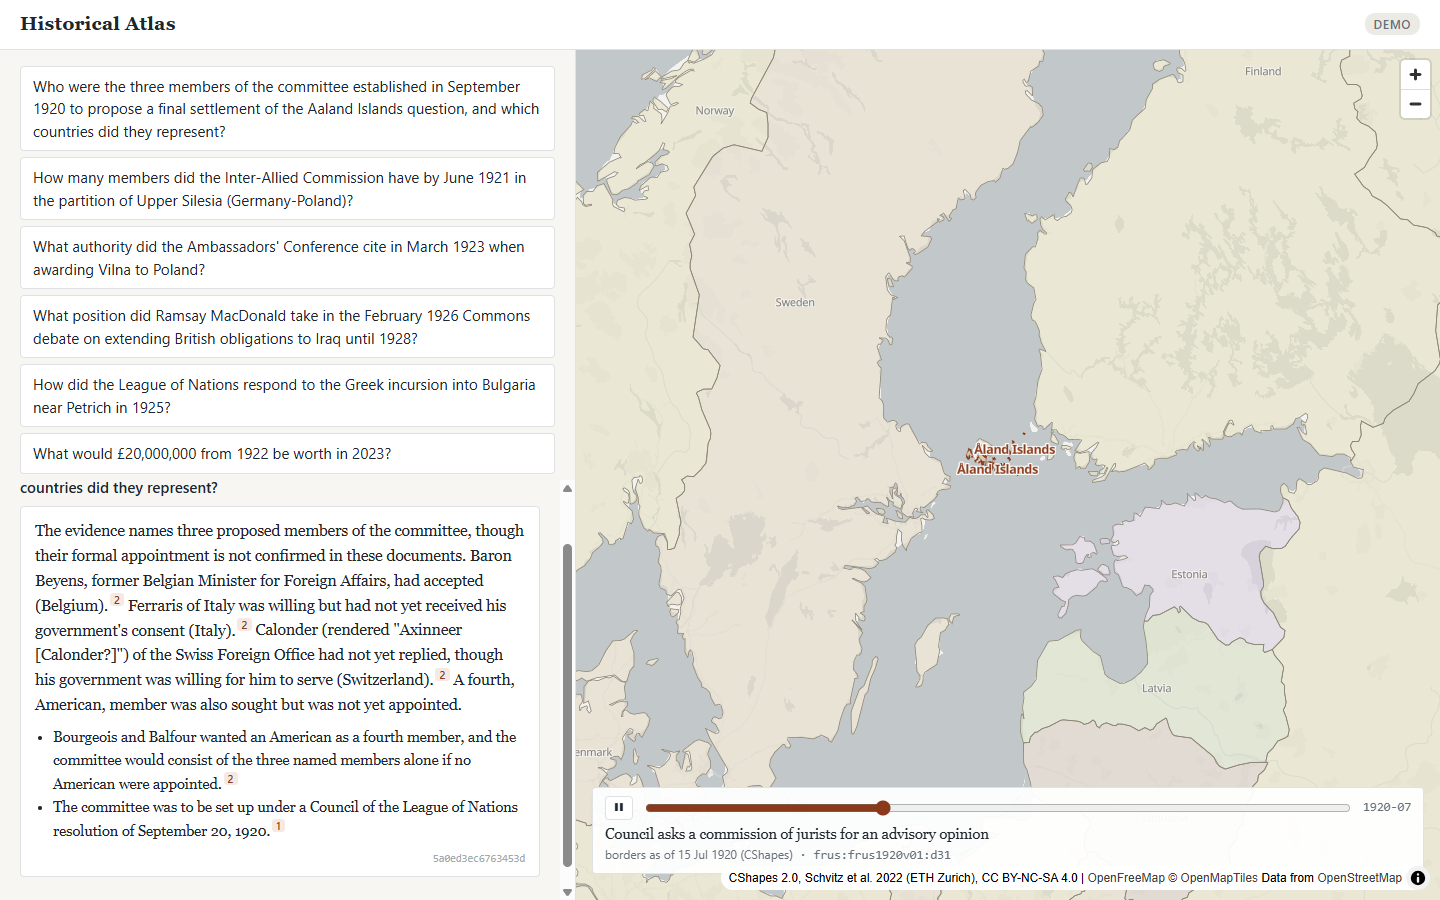 Historical Atlas
DEMO
Who were the three members of the committee established in September
1920 to propose a final settlement of the Aaland Islands question, and which
countries did they represent?
How many members did the Inter-Allied Commission have by June 1921 in
the partition of Upper Silesia (Germany-Poland)?
What authority did the Ambassadors' Conference cite in March 1923 when
awarding Vilna to Poland?
What position did Ramsay MacDonald take in the February 1926 Commons
debate on extending British obligations to Iraq until 1928?
How did the League of Nations respond to the Greek incursion into Bulgaria
near Petrich in 1925?
What would £20,000,000 from 1922 be worth in 2023?
countries did they represent?
The evidence names three proposed members of the committee, though
their formal appointment is not confirmed in these documents. Baron
Beyens, former Belgian Minister for Foreign Affairs, had accepted
(Belgium). 2 Ferraris of Italy was willing but had not yet received his
government's consent (Italy). 2 Calonder (rendered "Axinneer
[Calonder?]") of the Swiss Foreign Office had not yet replied, though
his government was willing for him to serve (Switzerland). 2 A fourth,
American, member was also sought but was not yet appointed.
• Bourgeois and Balfour wanted an American as a fourth member, and the
committee would consist of the three named members alone if no
American were appointed. 2
• The committee was to be set up under a Council of the League of Nations
resolution of September 20, 1920. 1
5a0ed3ec6763453d
Finland
Norway
Sweden
Åland Islands
Åland Islands
Estonia
Latvia
enmark
1920-07
Council asks a commission of jurists for an advisory opinion
borders as of 15 Jul 1920 (CShapes) · frus:frus1920v01:d31
CShapes 2.0, Schvitz et al. 2022 (ETH Zurich), CC BY-NC-SA 4.0 | OpenFreeMap © OpenMapTiles Data from OpenStreetMap